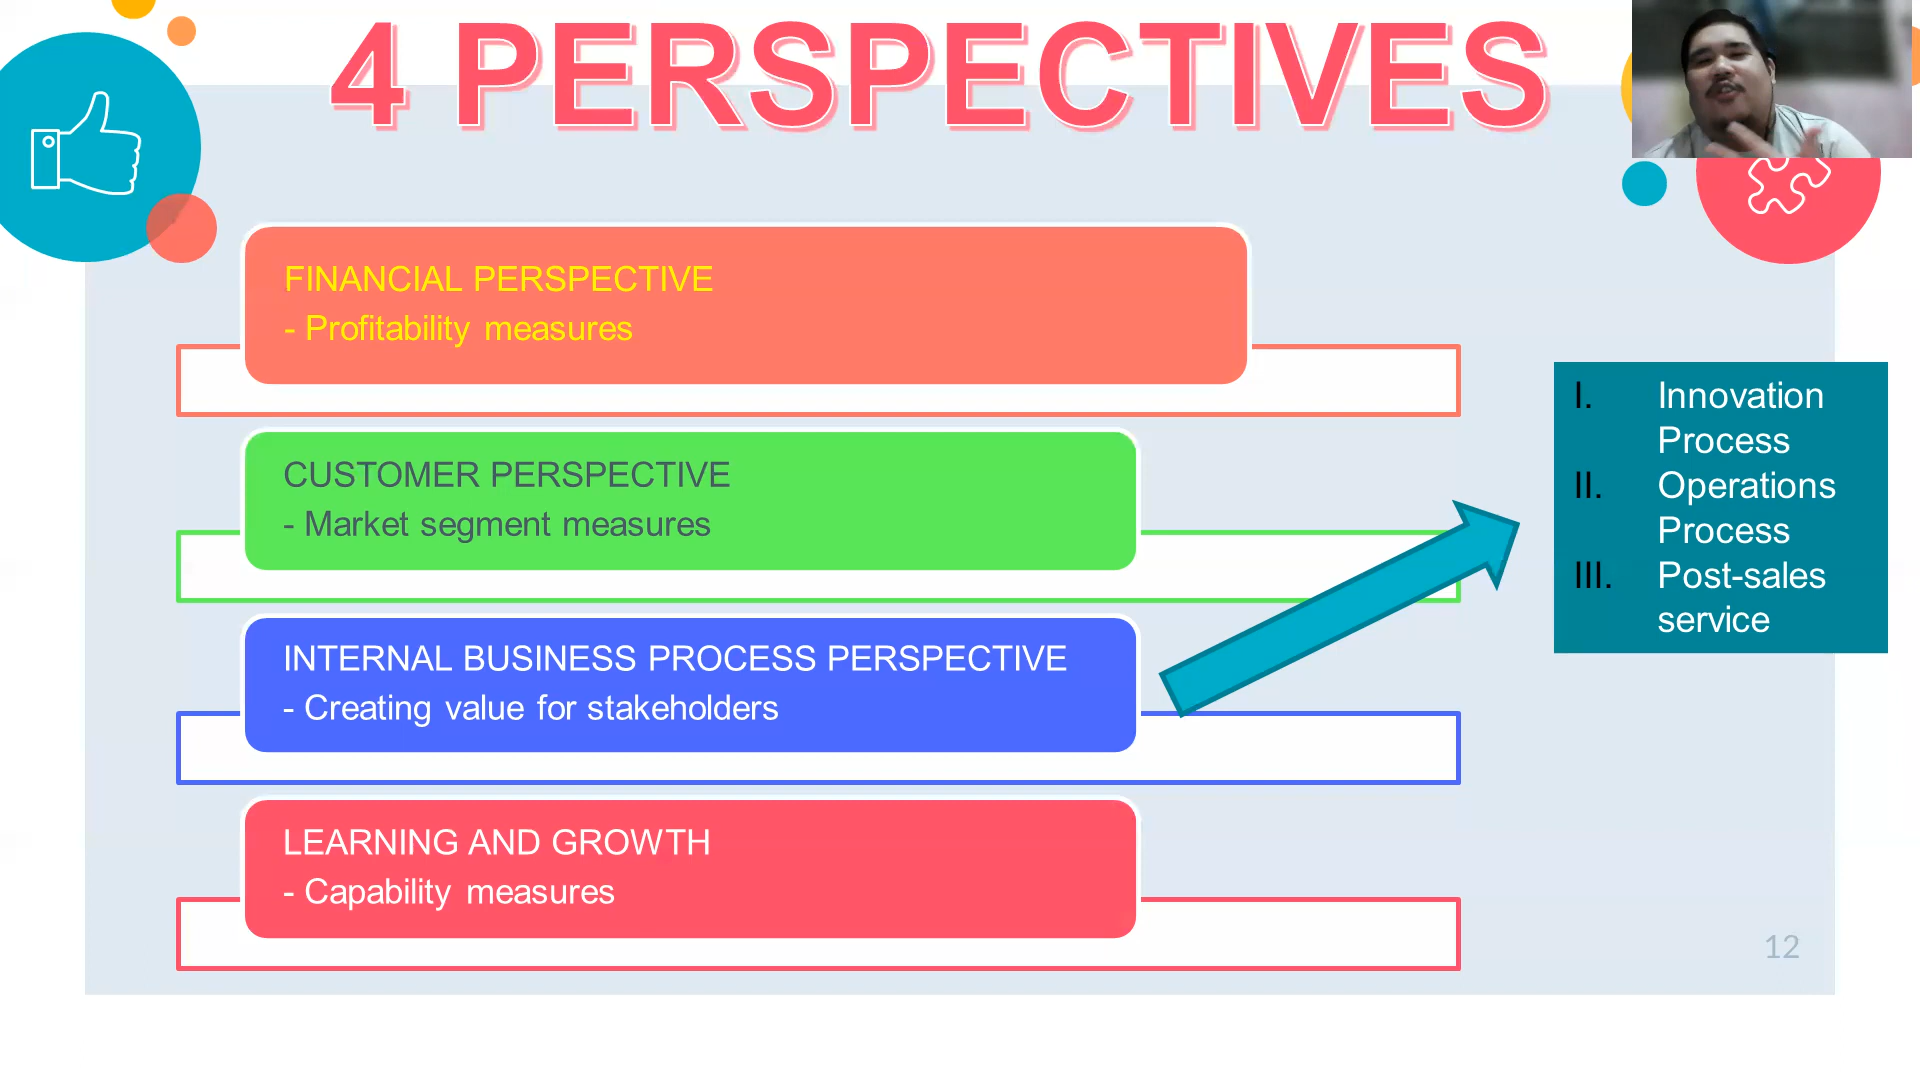 4 PERSPECTIVES
FINANCIAL PERSPECTIVE
- Profitability measures
CUSTOMER PERSPECTIVE
- Market segment measures
INTERNAL BUSINESS PROCESS PERSPECTIVE
- Creating value for stakeholders
LEARNING AND GROWTH
- Capability measures
I. Innovation
Process
II. Operations
Process
III. Post-sales
service
12